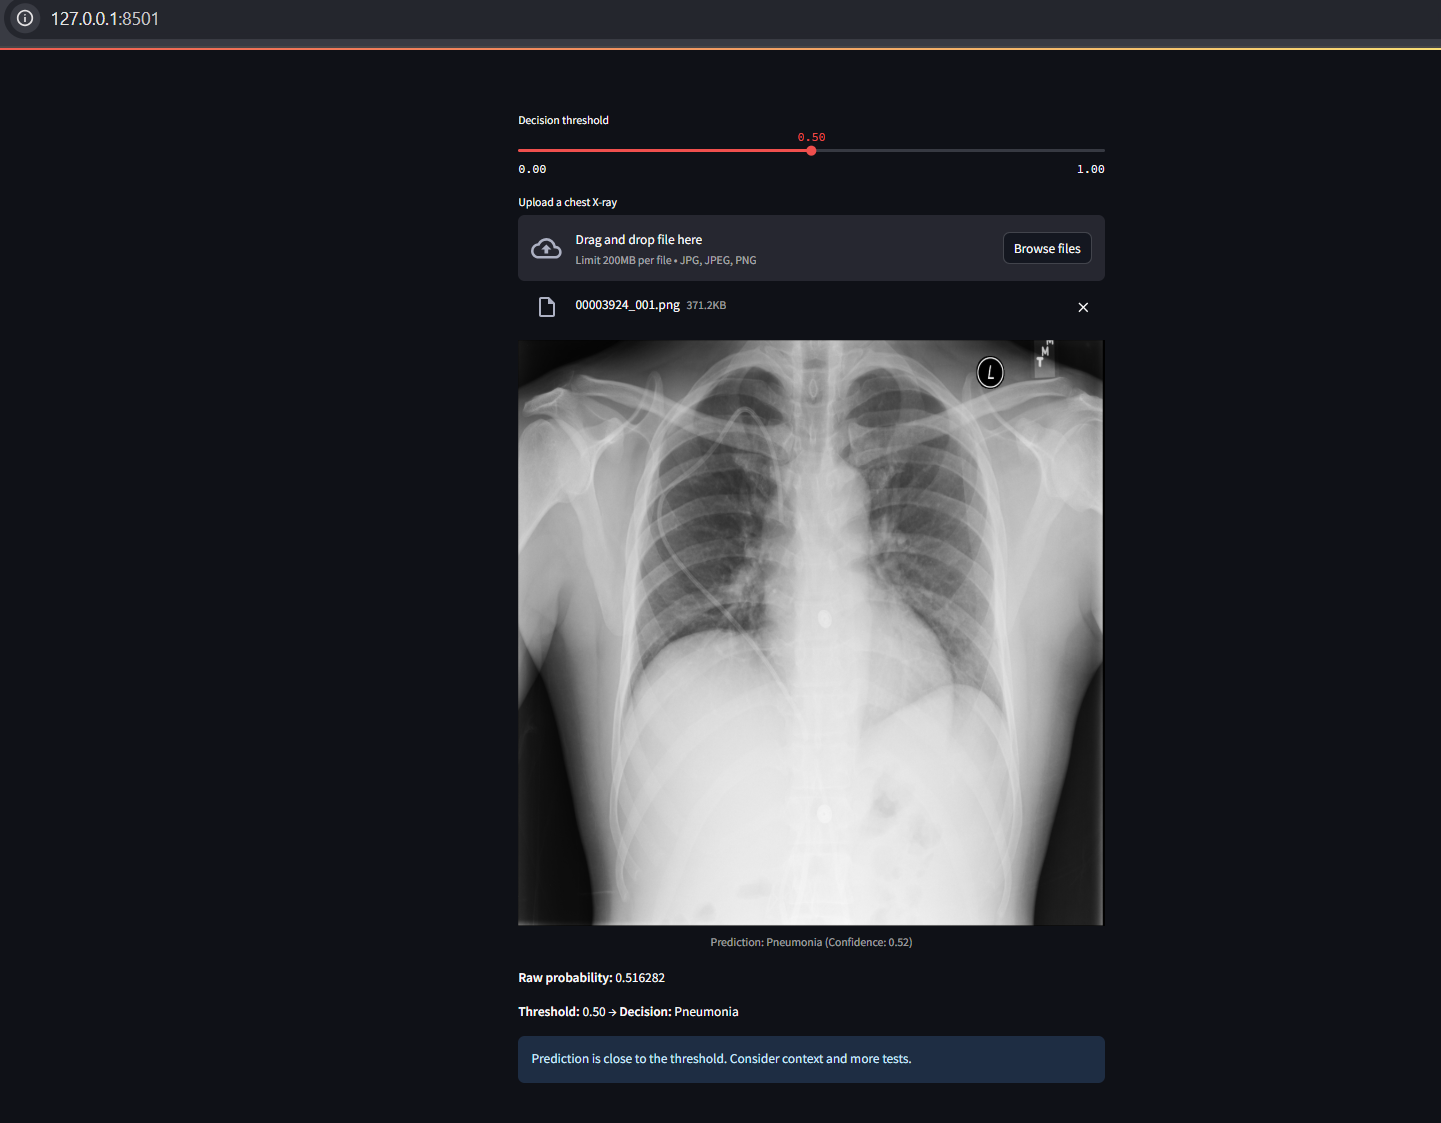 127.0.0.1:8501
Decision threshold
0.50
0.00 1.00
Upload a chest X-ray
Drag and drop file here
Limit 200MB per file • JPG, JPEG, PNG
Browse files
00003924_001.png 371.2KB
L
E
M
T
Prediction: Pneumonia (Confidence: 0.52)
Raw probability: 0.516282
Threshold: 0.50 → Decision: Pneumonia
Prediction is close to the threshold. Consider context and more tests.